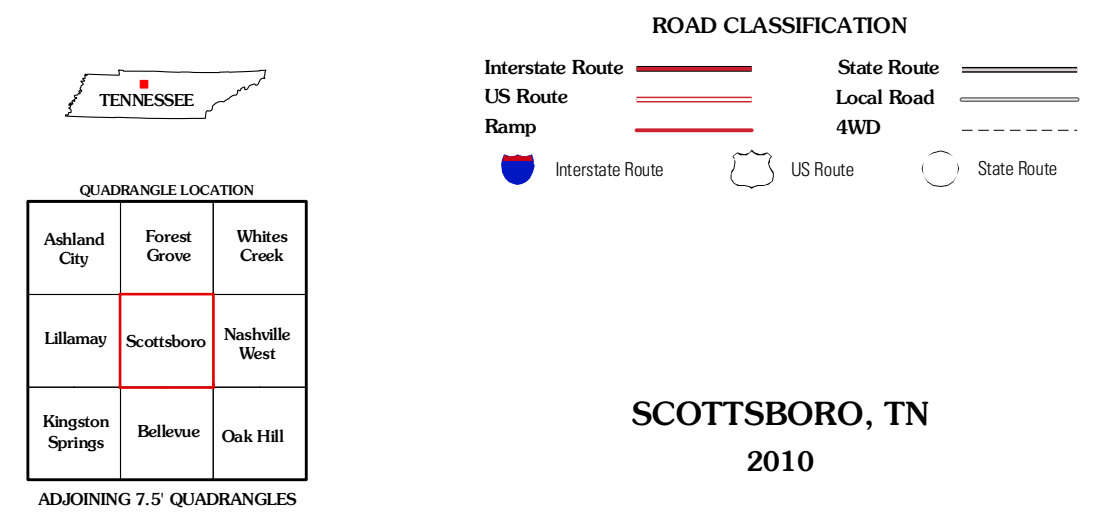 TENNESSEE
QUADRANGLE LOCATION
Ashland
City
Forest
Grove
Whites
Creek
Lillamay
Scottsboro
Nashville
West
Kingston
Springs
Bellevue
Oak Hill
ADJOINING 7.5' QUADRANGLES
ROAD CLASSIFICATION
Interstate Route
State Route
US Route
Local Road
Ramp
4WD
Interstate Route
US Route
State Route
SCOTTSBORO, TN
2010